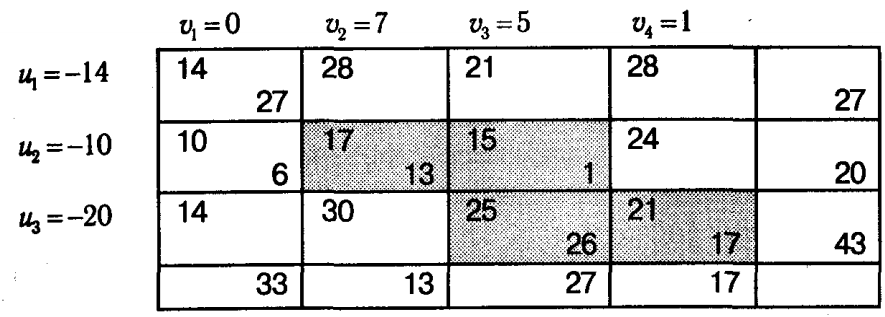 v₁=0 v₂=7 v₃=5 v₄=1
u₁=−14 14 28 21 28
27 27
u₂=−10 10 17 15 24
6 13 1 20
u₃=−20 14 30 25 21
26 17 43
33 13 27 17